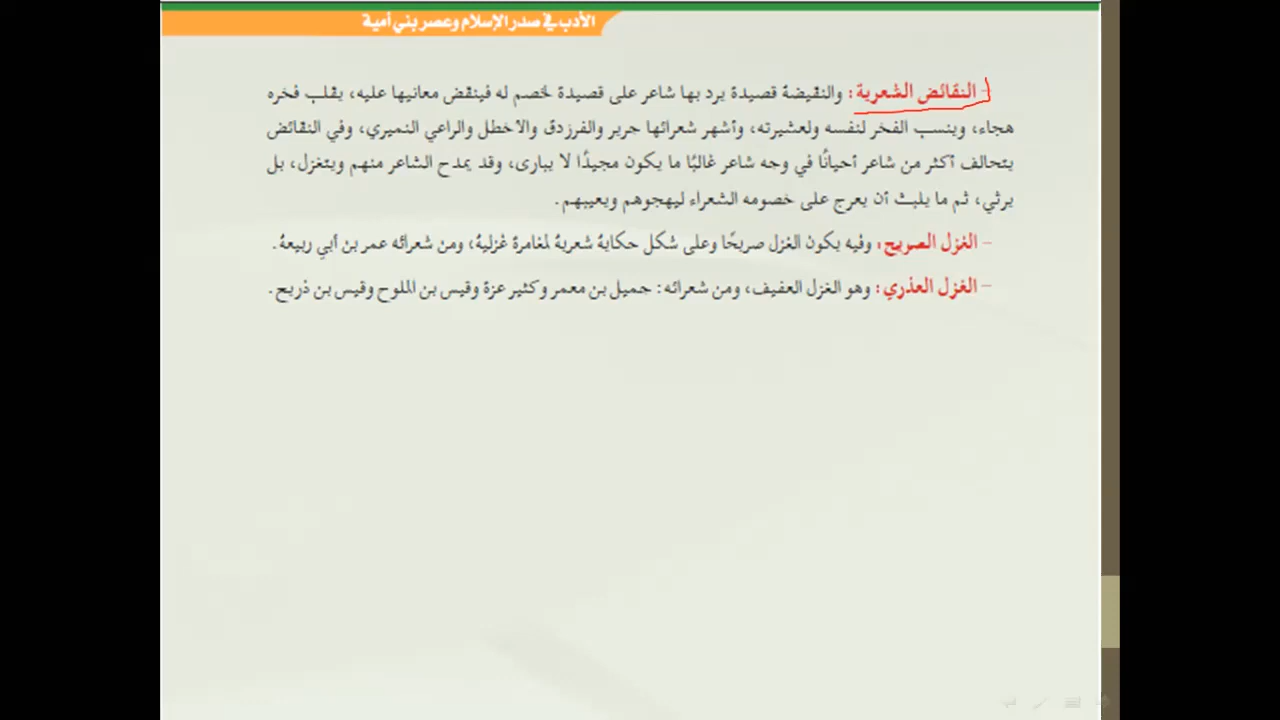 الأدب في صدر الإسلام وعصر بني أمية
- النقائض الشعرية: والنقيضة قصيدة يرد بها شاعر على قصيدة لخصم له فينقض معانيها عليه، يقلب فخره
هجاء، وينسب الفخر لنفسه ولعشيرته، وأشهر شعرائها جرير والفرزدق والأخطل والراعي النميري، وفي النقائض
يتحالف أكثر من شاعر أحيانًا في وجه شاعر غالبًا ما يكون مجيدًا لا يبارى، وقد يمدح الشاعر منهم ويتغزل، بل
يرثي، ثم ما يلبث أن يعرج على خصومه الشعراء ليهجوهم ويعيبهم.
- الغزل الصريح: وفيه يكون الغزل صريحًا وعلى شكل حكاية شعرية لمغامرة غزلية، ومن شعرائه عمر بن أبي ربيعة.
- الغزل العذري: وهو الغزل العفيف، ومن شعرائه: جميل بن معمر وكثير عزة وقيس بن الملوح وقيس بن ذريح.